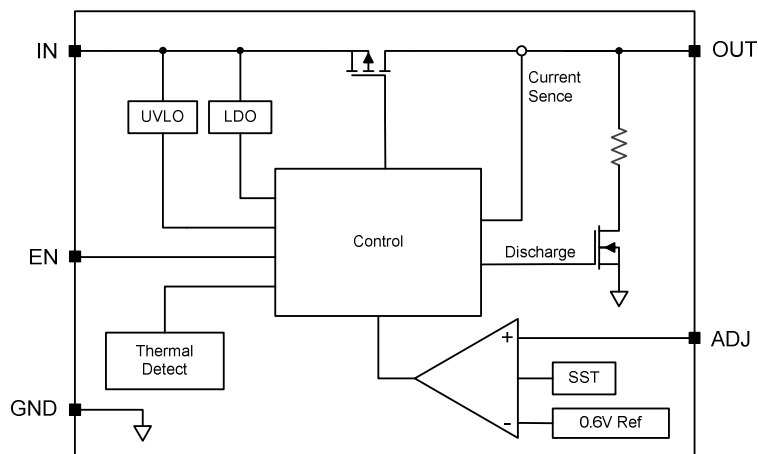 IN
OUT
Current
Sence
UVLO
LDO
Control
EN
Discharge
Thermal
Detect
+
ADJ
SST
GND
-
0.6V Ref